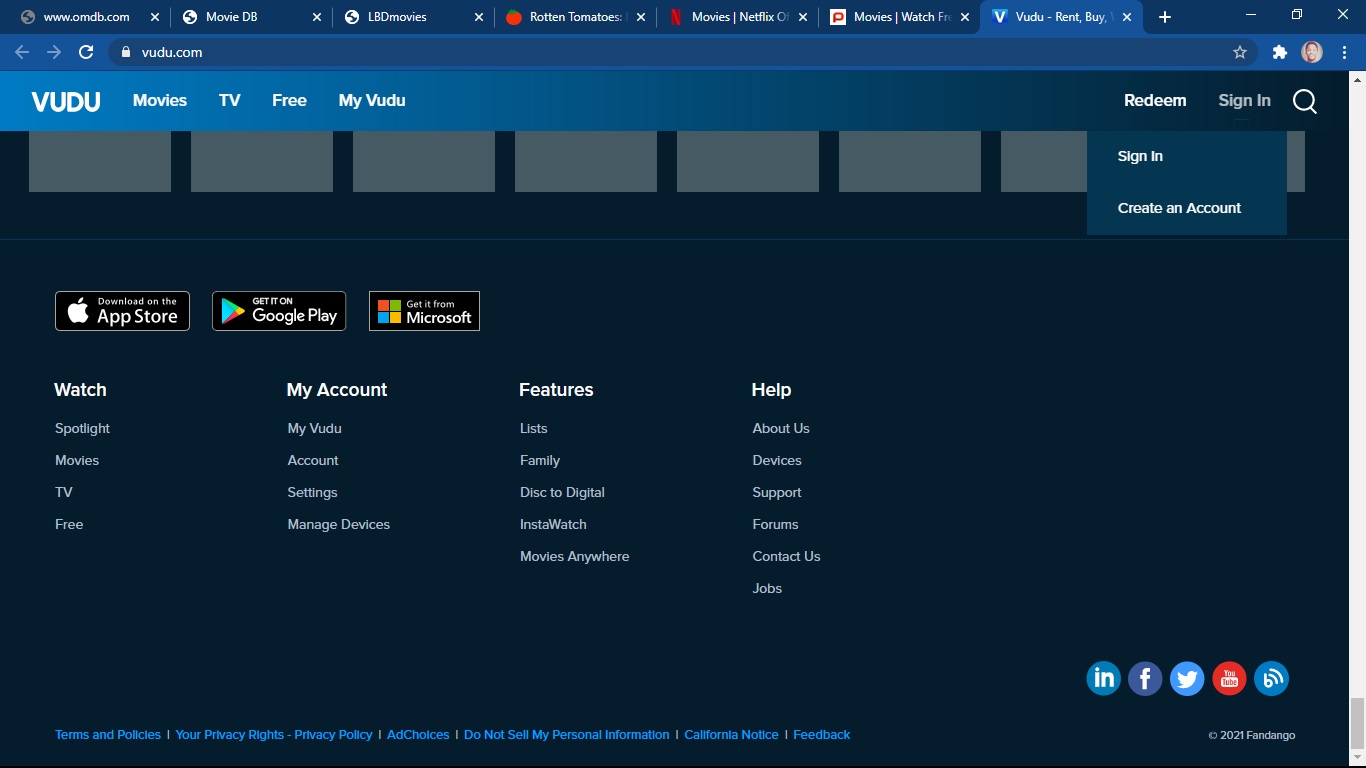 www.omdb.com Movie DB LBDmovies Rotten Tomatoes: Movies | Netflix Of Movies | Watch Fre Vudu - Rent, Buy,
vudu.com
VUDU Movies TV Free My Vudu Redeem Sign In
Sign In
Create an Account
Download on the App Store
GET IT ON Google Play
Get it from Microsoft
Watch My Account Features Help
Spotlight My Vudu Lists About Us
Movies Account Family Devices
TV Settings Disc to Digital Support
Free Manage Devices InstaWatch Forums
Movies Anywhere Contact Us
Jobs
in f You Tube
Terms and Policies | Your Privacy Rights - Privacy Policy | AdChoices | Do Not Sell My Personal Information | California Notice | Feedback © 2021 Fandango